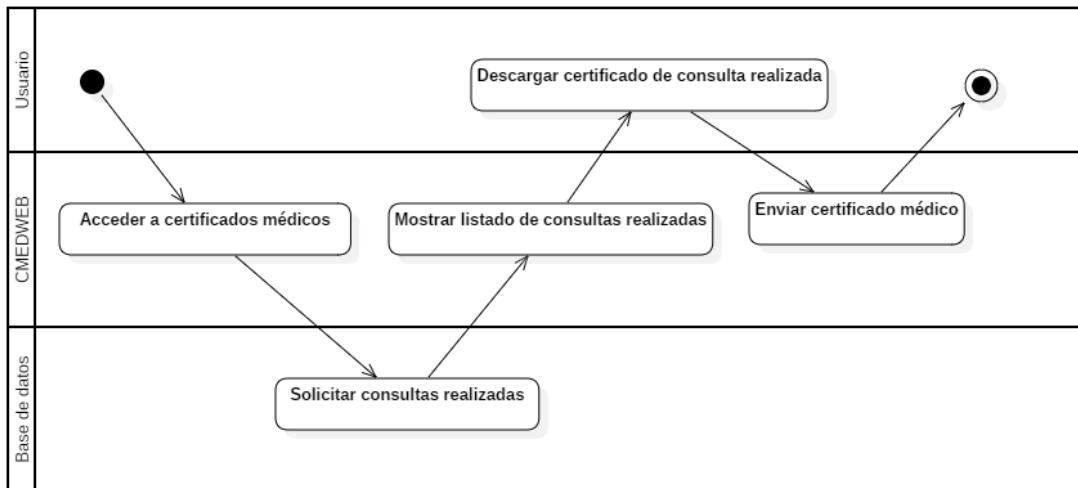 Usuario
Descargar certificado de consulta realizada
CMEDWEB
Acceder a certificados médicos
Mostrar listado de consultas realizadas
Enviar certificado médico
Base de datos
Solicitar consultas realizadas